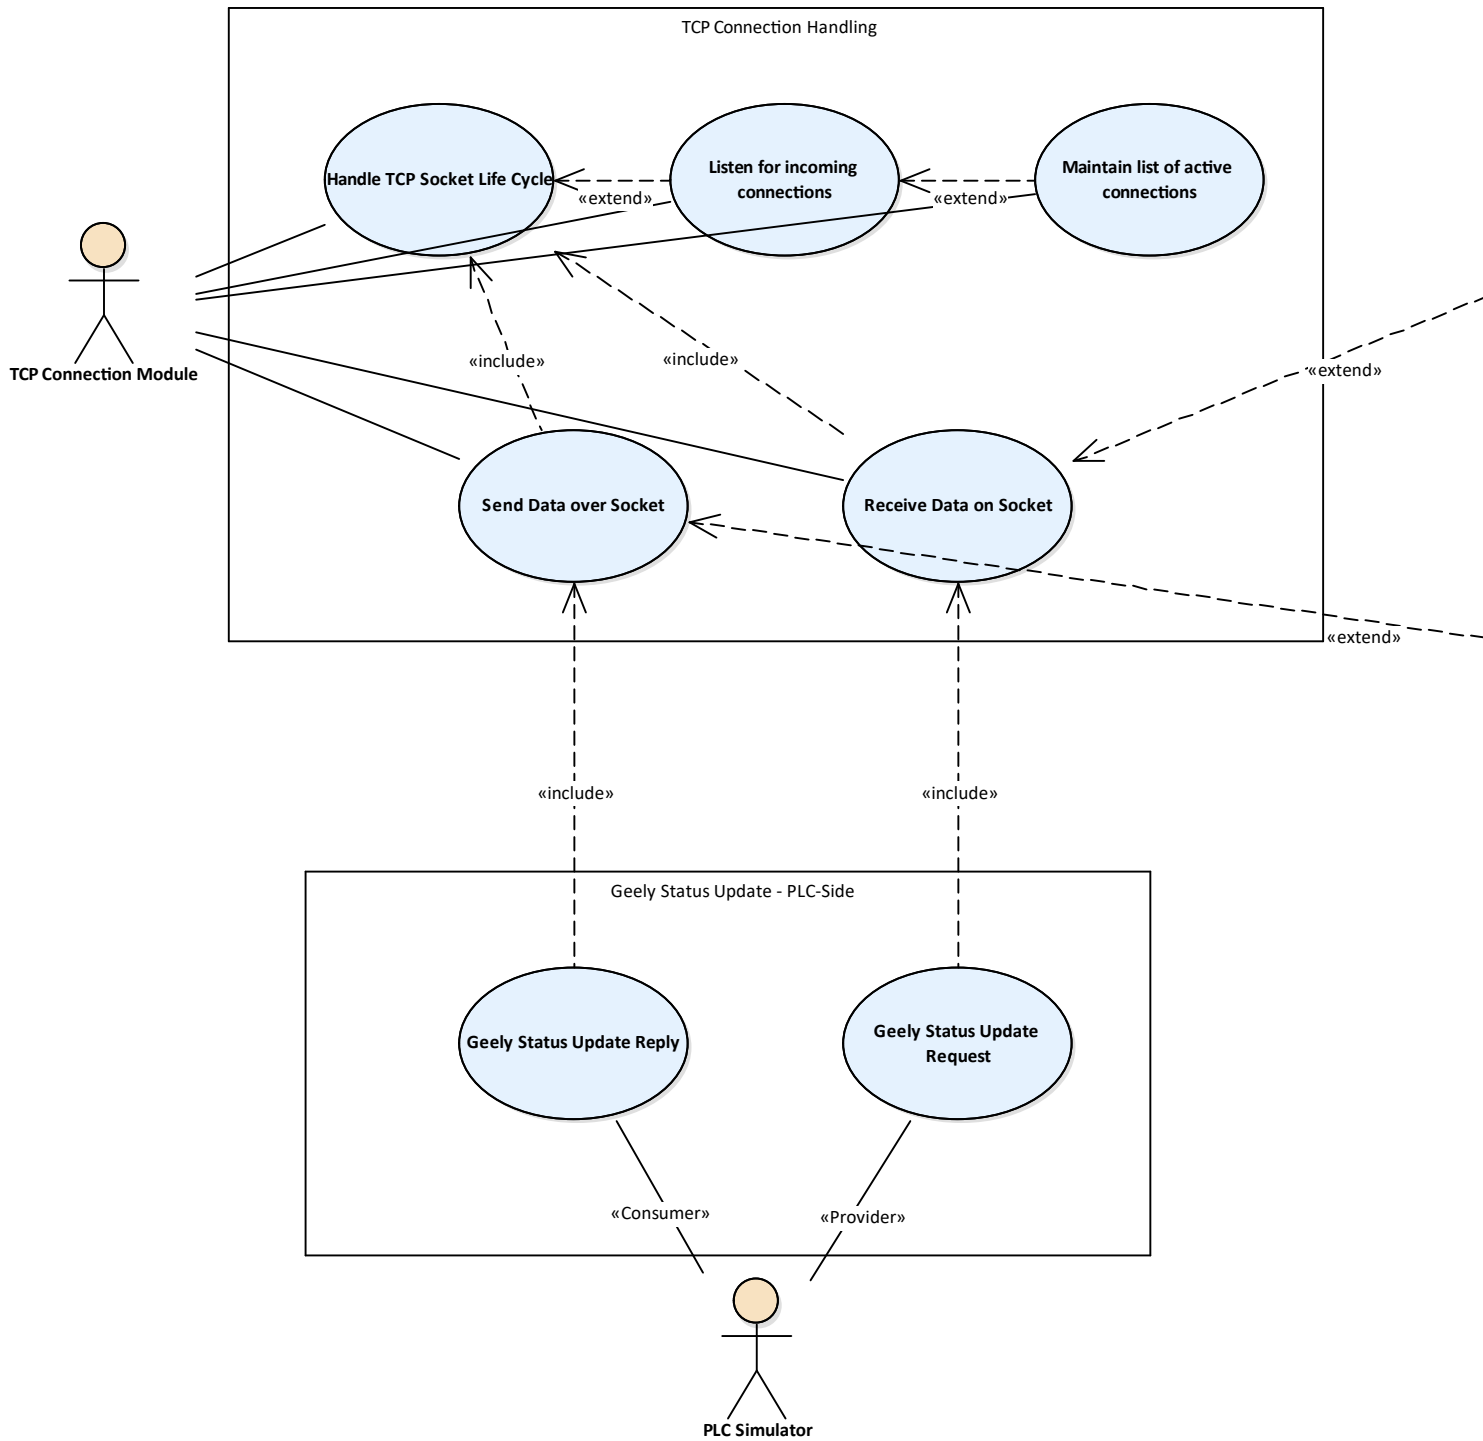 TCP Connection Handling
Handle TCP Socket Life Cycle
Listen for incoming
connections
Maintain list of active
connections
«extend»
«extend»
TCP Connection Module
«include»
«include»
«extend»
Send Data over Socket
Receive Data on Socket
«extend»
«include»
«include»
Geely Status Update - PLC-Side
Geely Status Update Reply
Geely Status Update
Request
«Consumer»
«Provider»
PLC Simulator